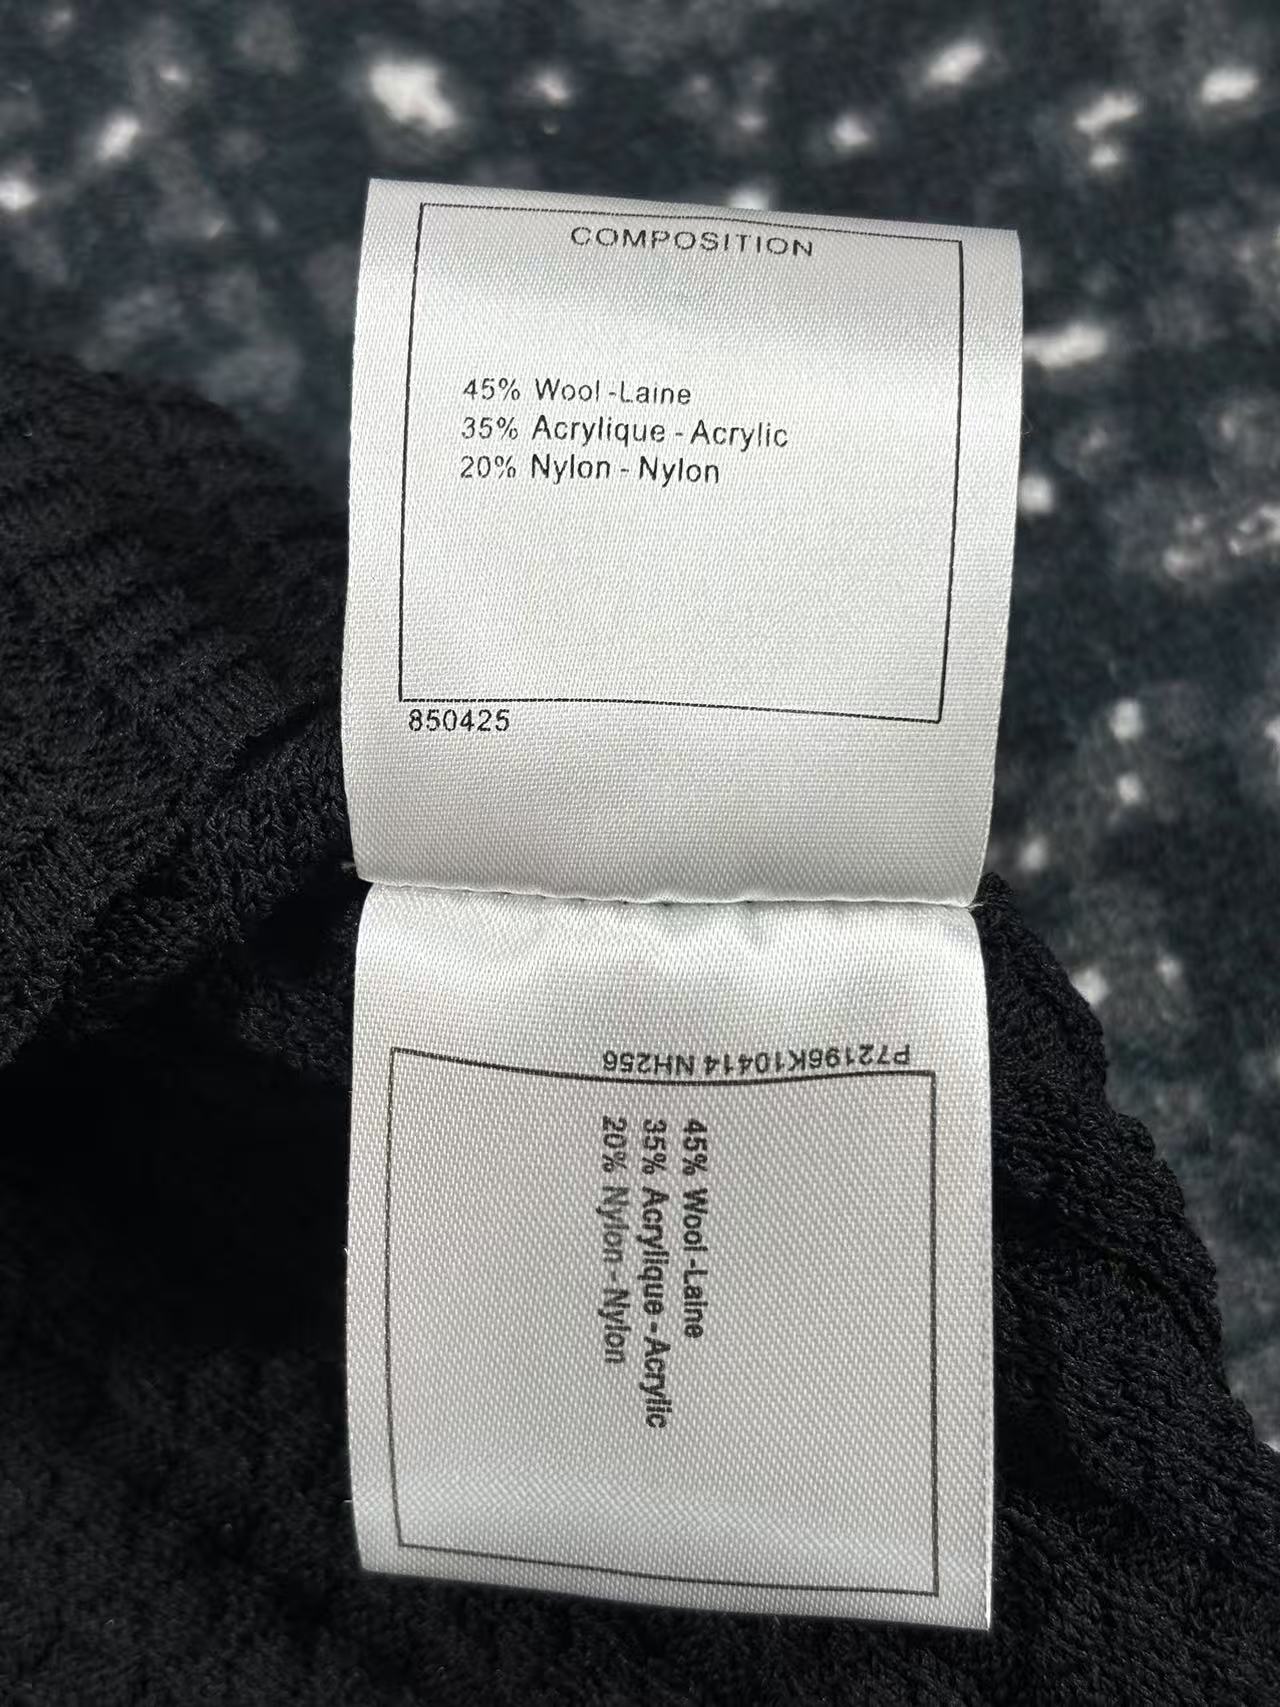 COMPOSITION
45% Wool -Laine
35% Acrylique - Acrylic
20% Nylon - Nylon
850425
P72196K10414 NH256
45% Wool -Laine
35% Acrylique - Acrylic
20% Nylon - Nylon